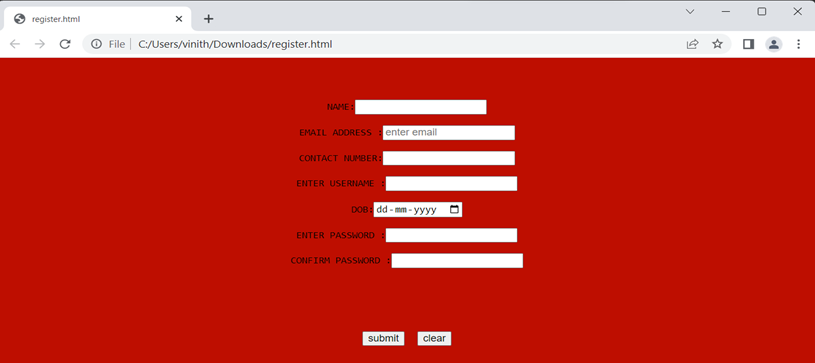 register.html
File C:/Users/vinith/Downloads/register.html
NAME:
EMAIL ADDRESS :enter email
CONTACT NUMBER:
ENTER USERNAME :
DOB:dd-mm-yyyy
ENTER PASSWORD :
CONFIRM PASSWORD :
submit clear